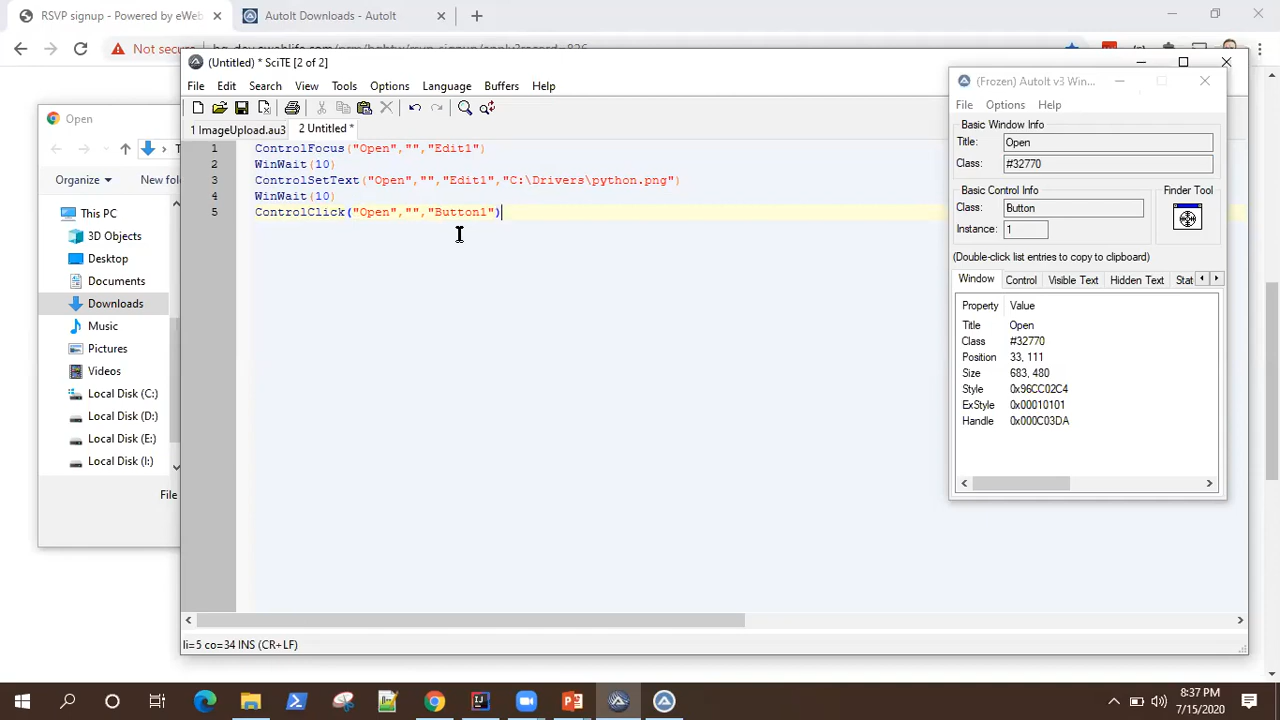 RSVP signup - Powered by eWeb
AutoIt Downloads - AutoIt
Not secure
(Untitled) * SciTE [2 of 2]
File Edit Search View Tools Options Language Buffers Help
1 ImageUpload.au3 2 Untitled *
1 ControlFocus("Open","","Edit1")
2 WinWait(10)
3 ControlSetText("Open","","Edit1","C:\Drivers\python.png")
4 WinWait(10)
5 ControlClick("Open","","Button1")
li=5 co=34 INS (CR+LF)
Open
Organize New fol
This PC
3D Objects
Desktop
Documents
Downloads
Music
Pictures
Videos
Local Disk (C:)
Local Disk (D:)
Local Disk (E:)
Local Disk (I:)
File
(Frozen) AutoIt v3 Win...
File Options Help
Basic Window Info
Title: Open
Class: #32770
Basic Control Info
Class: Button
Instance: 1
Finder Tool
(Double-click list entries to copy to clipboard)
Window Control Visible Text Hidden Text Stat
Property Value
Title Open
Class #32770
Position 33, 111
Size 683, 480
Style 0x96CC02C4
ExStyle 0x00010101
Handle 0x000C03DA
8:37 PM
7/15/2020